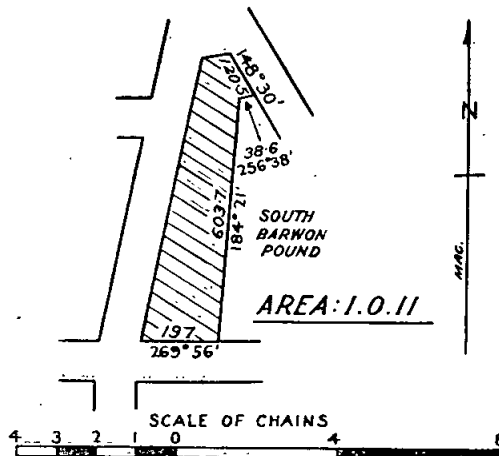 148°30'
120.5
38.6
256°38'
603.7
184°21'
SOUTH
BARWON
POUND
N
MAG.
AREA: 1.0.11
197
269°56'
SCALE OF CHAINS
4 3 2 1 0 4 8